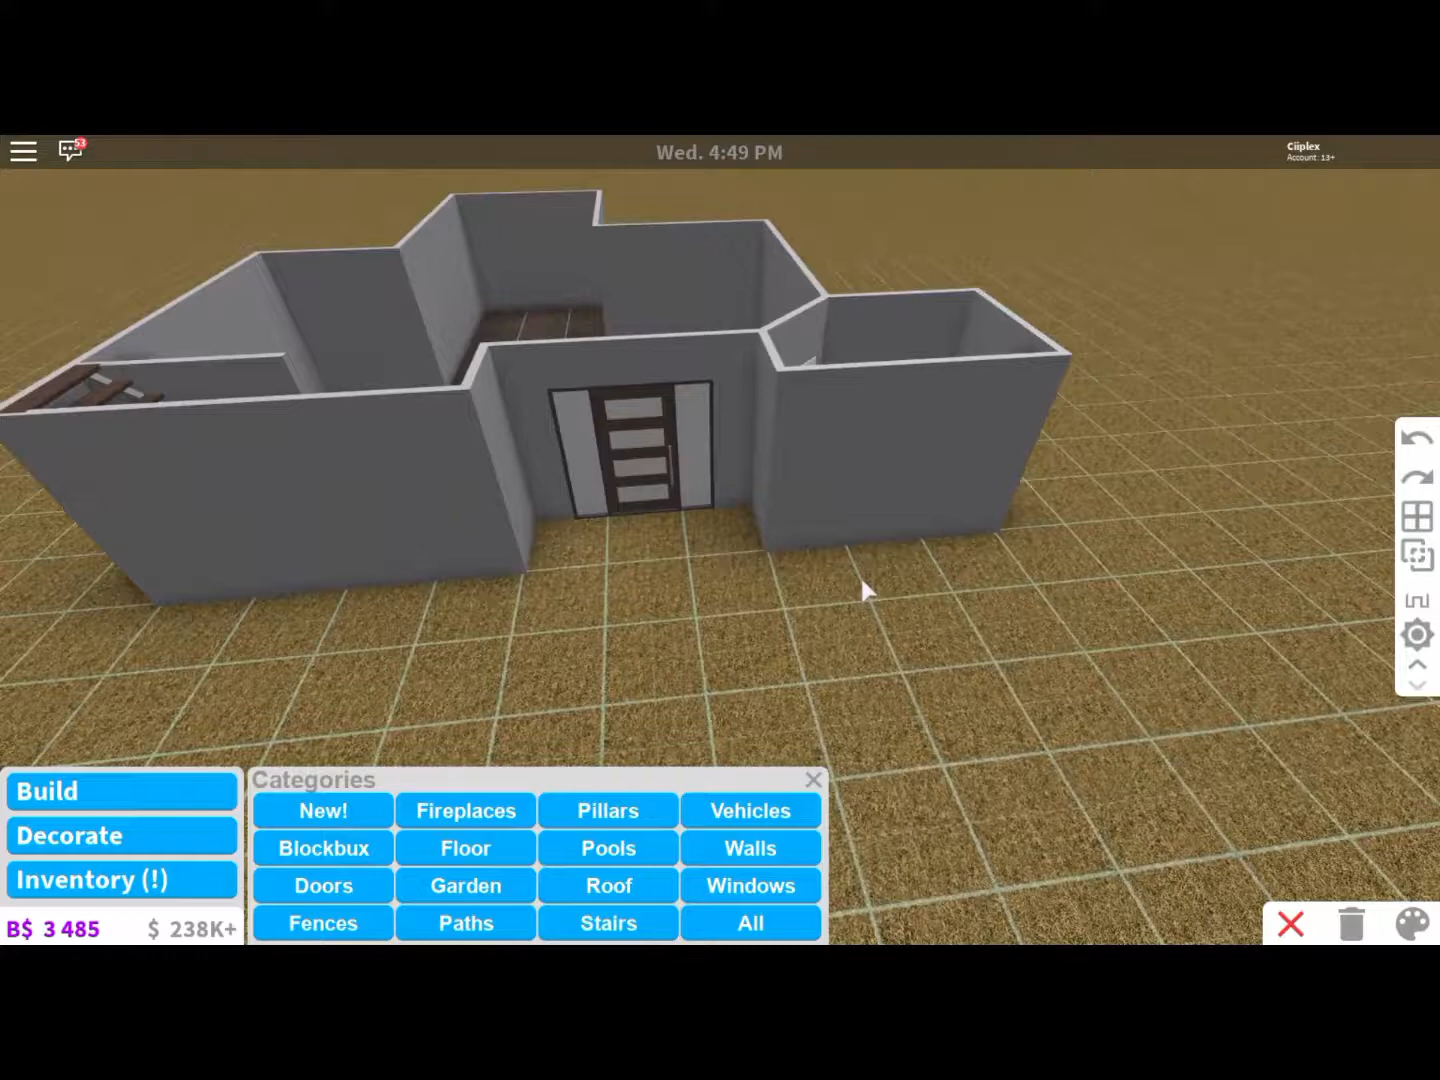 53
Wed. 4:49 PM
Ciiplex
Account: 13+
Build
Decorate
Inventory (!)
B$ 3 485 $ 238K+
Categories
New! Fireplaces Pillars Vehicles
Blockbux Floor Pools Walls
Doors Garden Roof Windows
Fences Paths Stairs All